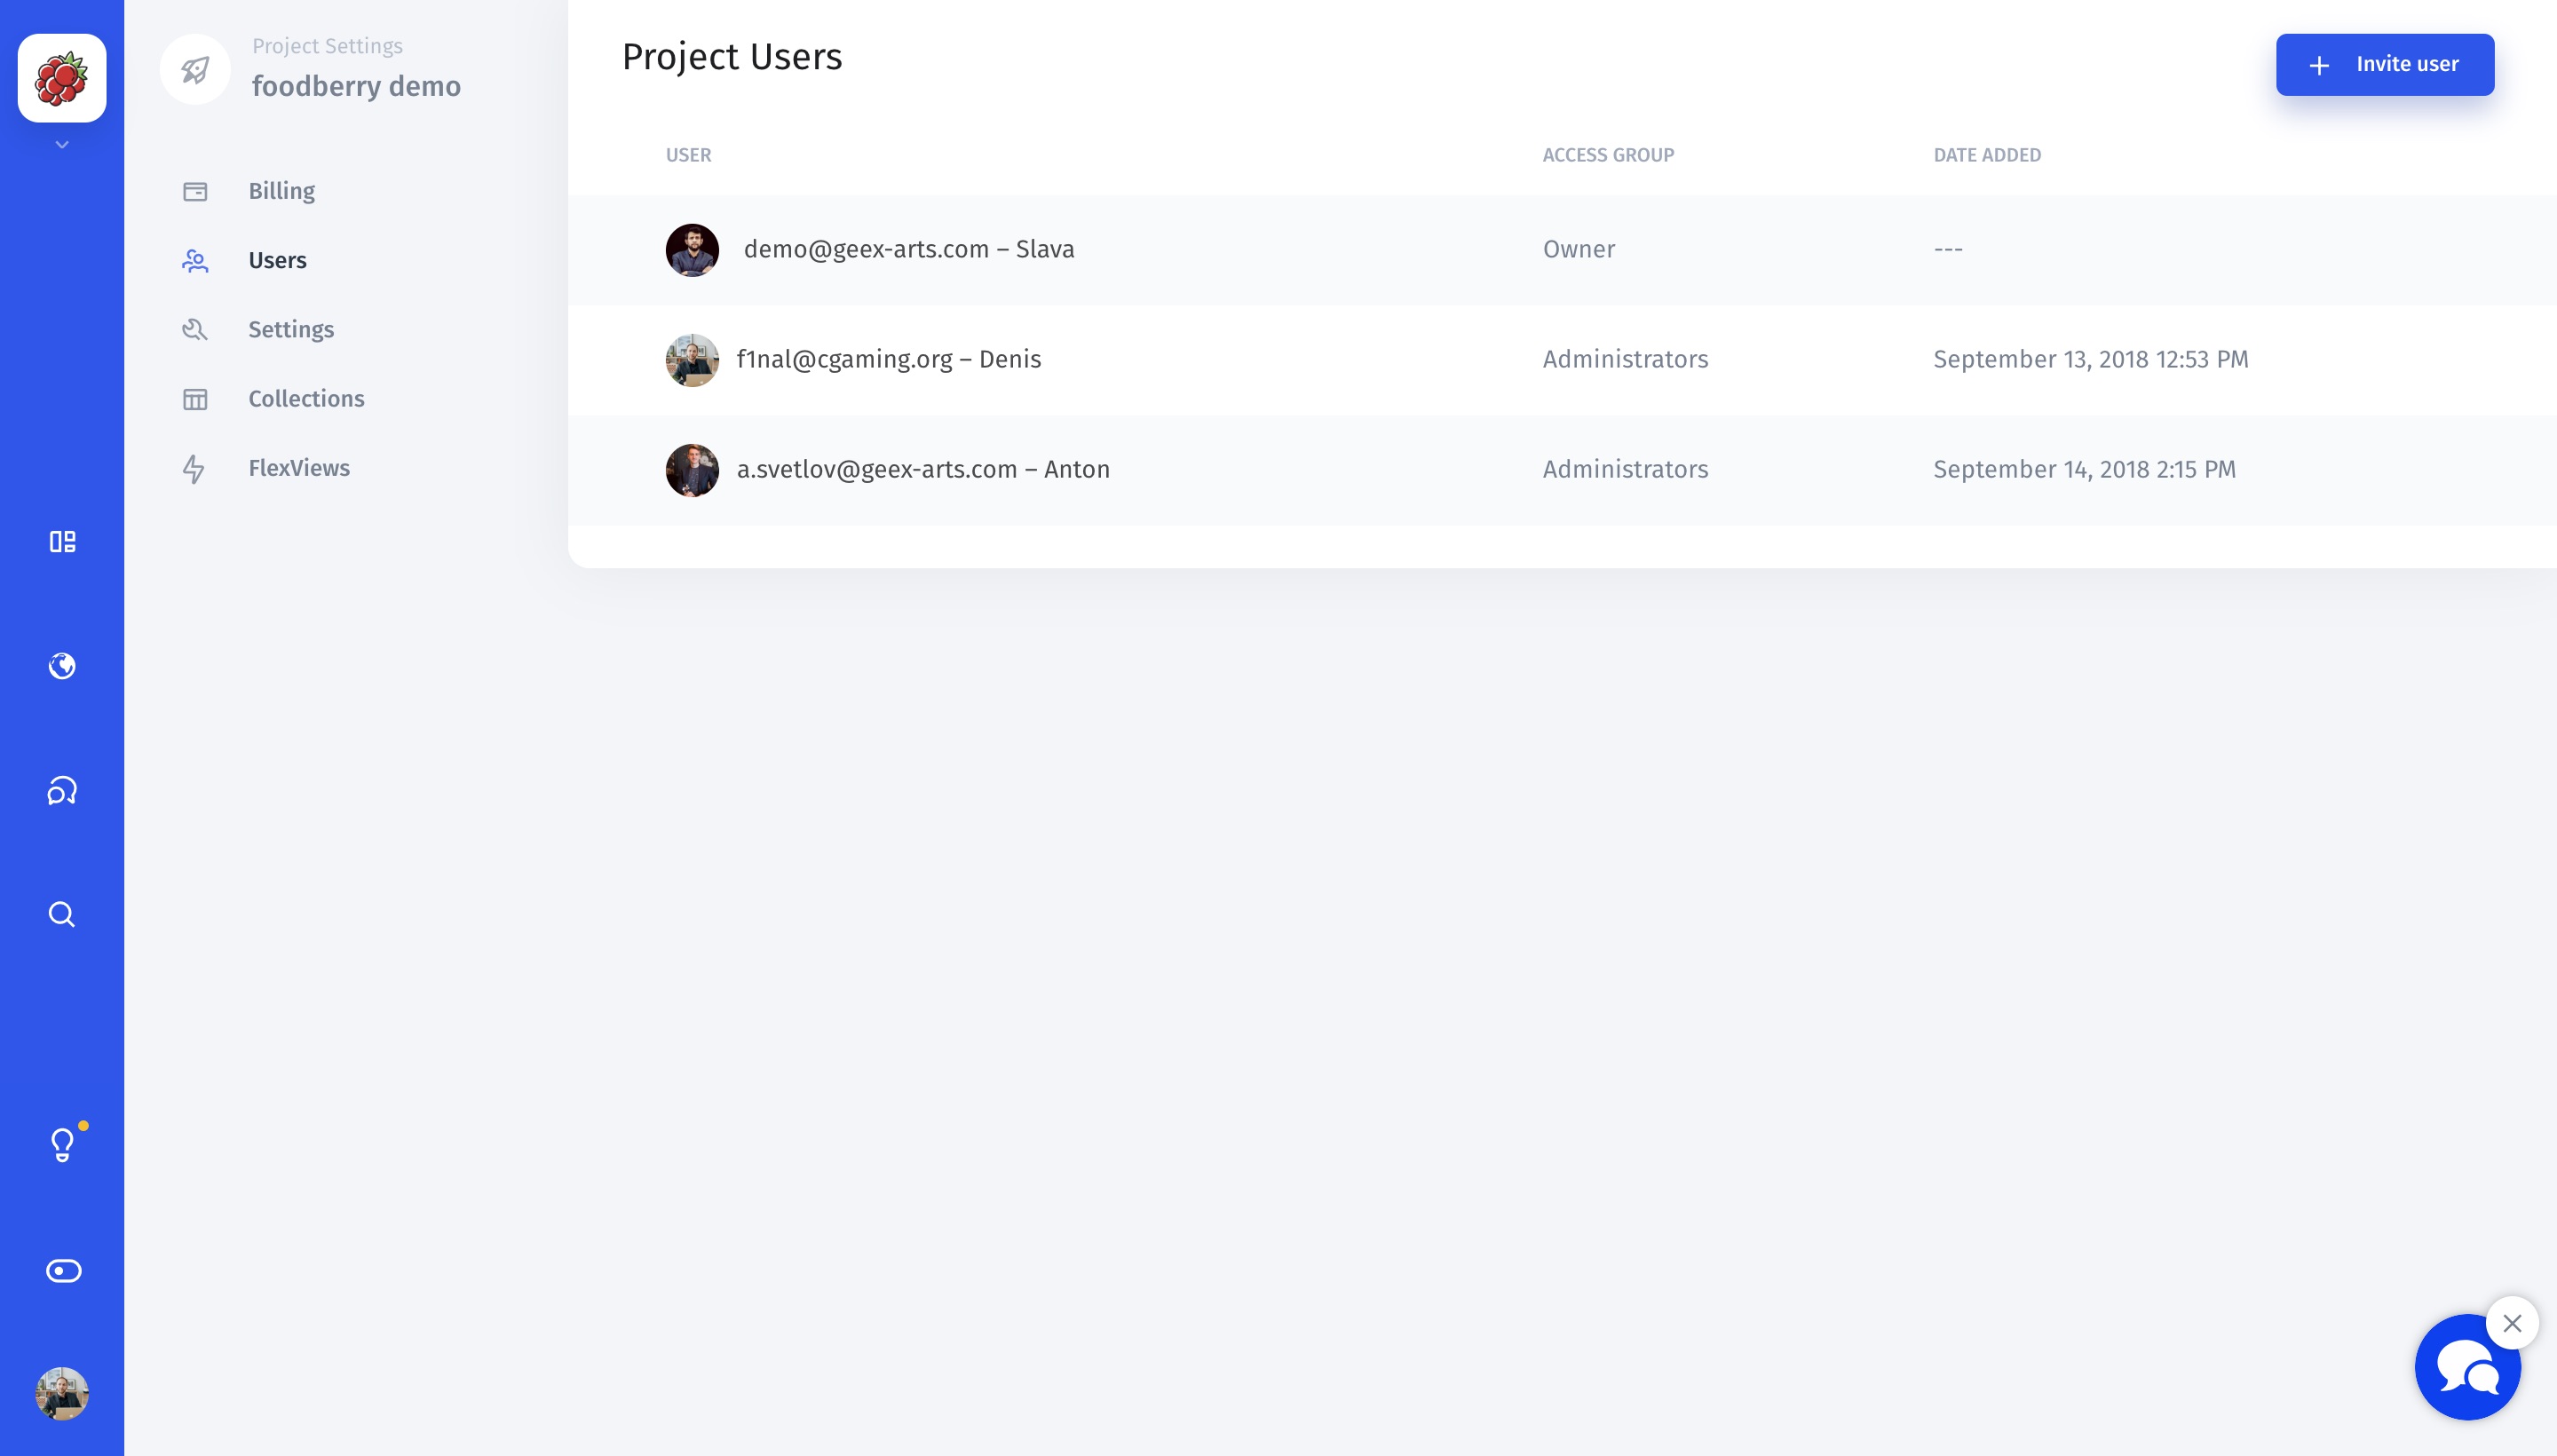 Project Settings
foodberry demo
Billing
Users
Settings
Collections
FlexViews
Project Users
Invite user
USER ACCESS GROUP DATE ADDED
demo@geex-arts.com – Slava Owner ---
f1nal@cgaming.org – Denis Administrators September 13, 2018 12:53 PM
a.svetlov@geex-arts.com – Anton Administrators September 14, 2018 2:15 PM